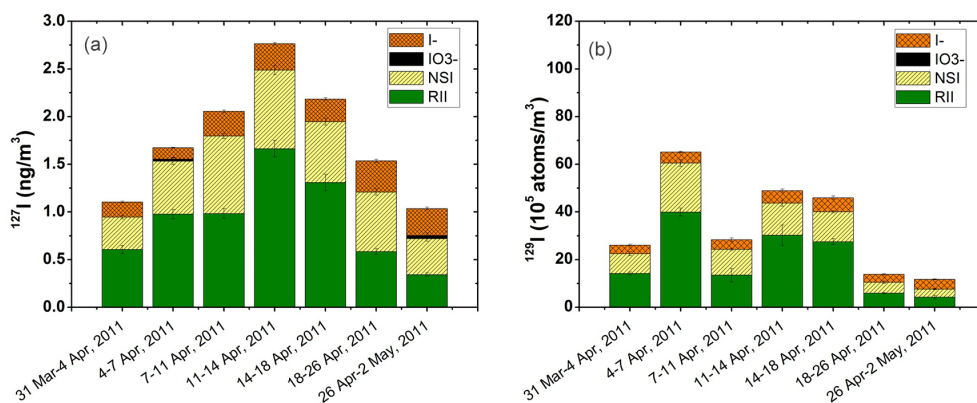 (a)
I-
IO3-
NSI
RII
3.0
2.5
2.0
1.5
1.0
0.5
0.0
127I (ng/m3)
31 Mar-4 Apr, 2011
4-7 Apr, 2011
7-11 Apr, 2011
11-14 Apr, 2011
14-18 Apr, 2011
18-26 Apr, 2011
26 Apr-2 May, 2011
(b)
I-
IO3-
NSI
RII
120
100
80
60
40
20
0
129I (10^5 atoms/m3)
31 Mar-4 Apr, 2011
4-7 Apr, 2011
7-11 Apr, 2011
11-14 Apr, 2011
14-18 Apr, 2011
18-26 Apr, 2011
26 Apr-2 May, 2011